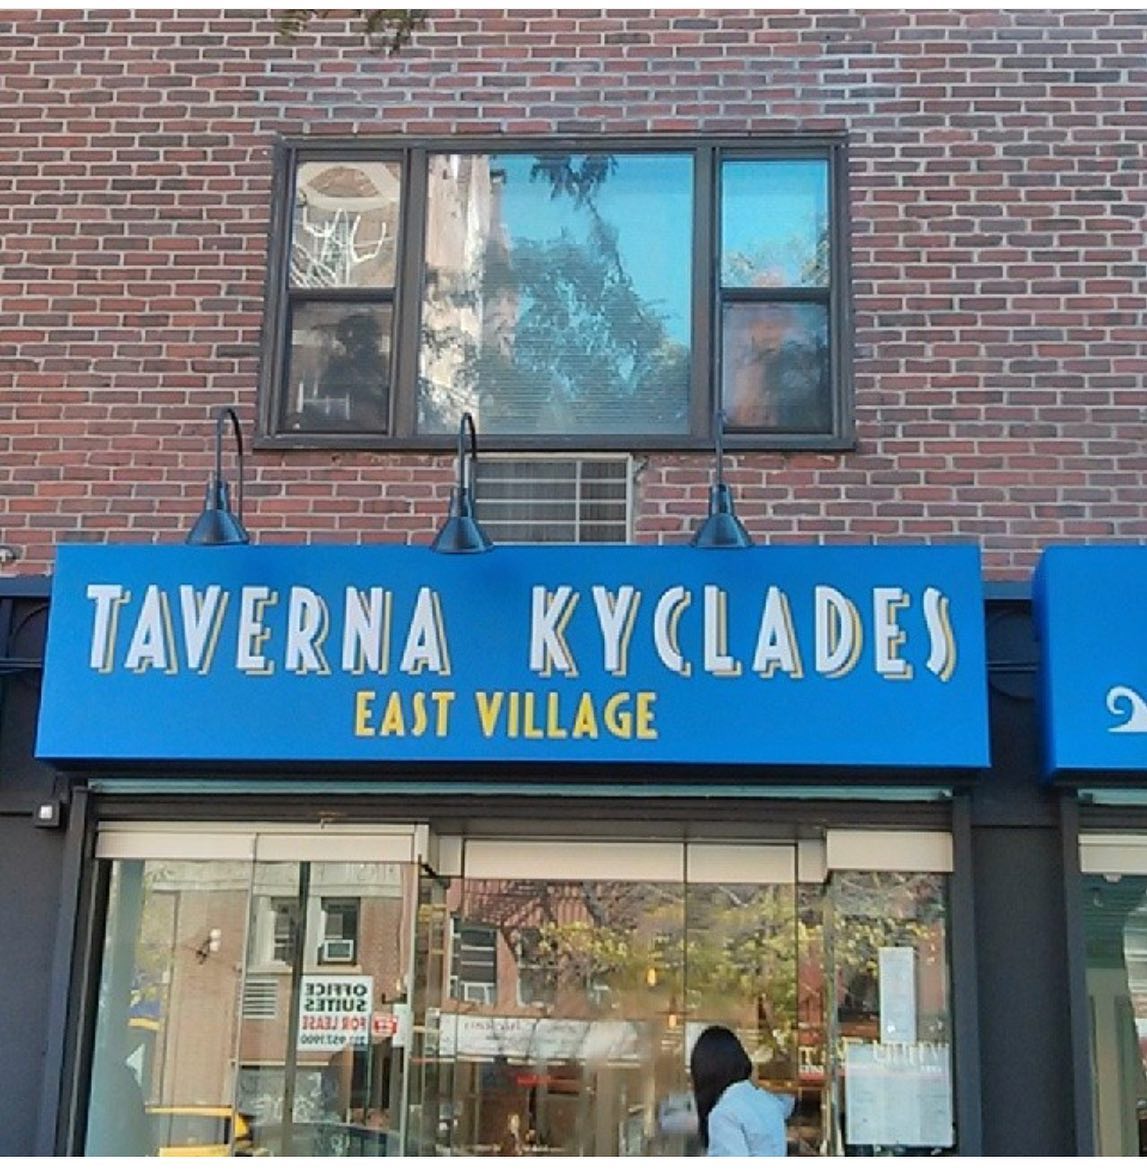 TAVERNA KYCLADES
EAST VILLAGE
OFFICE
SUITES
FOR LEASE